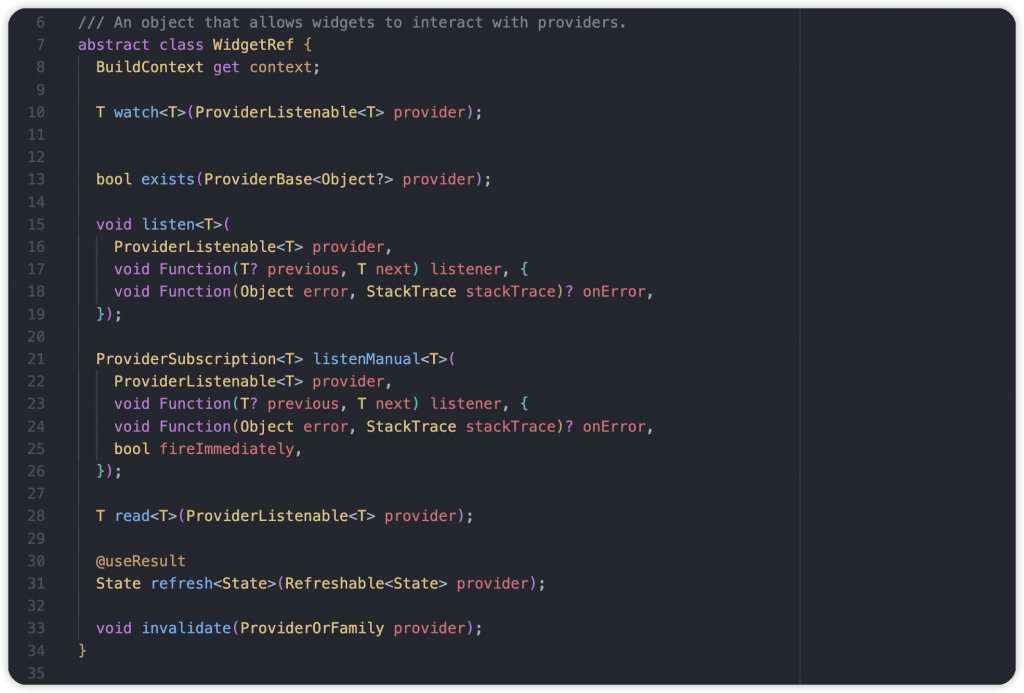 6 /// An object that allows widgets to interact with providers.
7 abstract class WidgetRef {
8 BuildContext get context;
9
10 T watch<T>(ProviderListenable<T> provider);
11
12
13 bool exists(ProviderBase<Object?> provider);
14
15 void listen<T>(
16 ProviderListenable<T> provider,
17 void Function(T? previous, T next) listener, {
18 void Function(Object error, StackTrace stackTrace)? onError,
19 });
20
21 ProviderSubscription<T> listenManual<T>(
22 ProviderListenable<T> provider,
23 void Function(T? previous, T next) listener, {
24 void Function(Object error, StackTrace stackTrace)? onError,
25 bool fireImmediately,
26 });
27
28 T read<T>(ProviderListenable<T> provider);
29
30 @useResult
31 State refresh<State>(Refreshable<State> provider);
32
33 void invalidate(ProviderOrFamily provider);
34 }
35